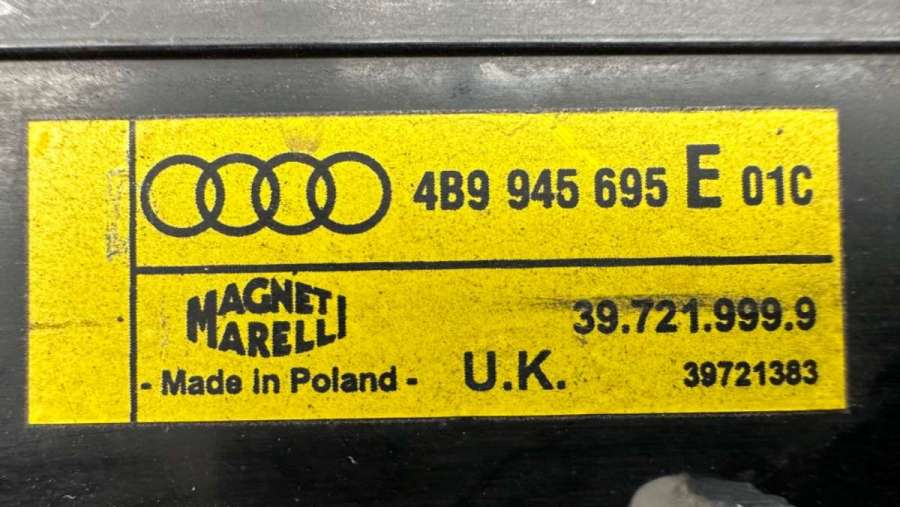 4B9 945 695 E 01C
MAGNETI
MARELLI
39.721.999.9
- Made in Poland -
U.K.
39721383